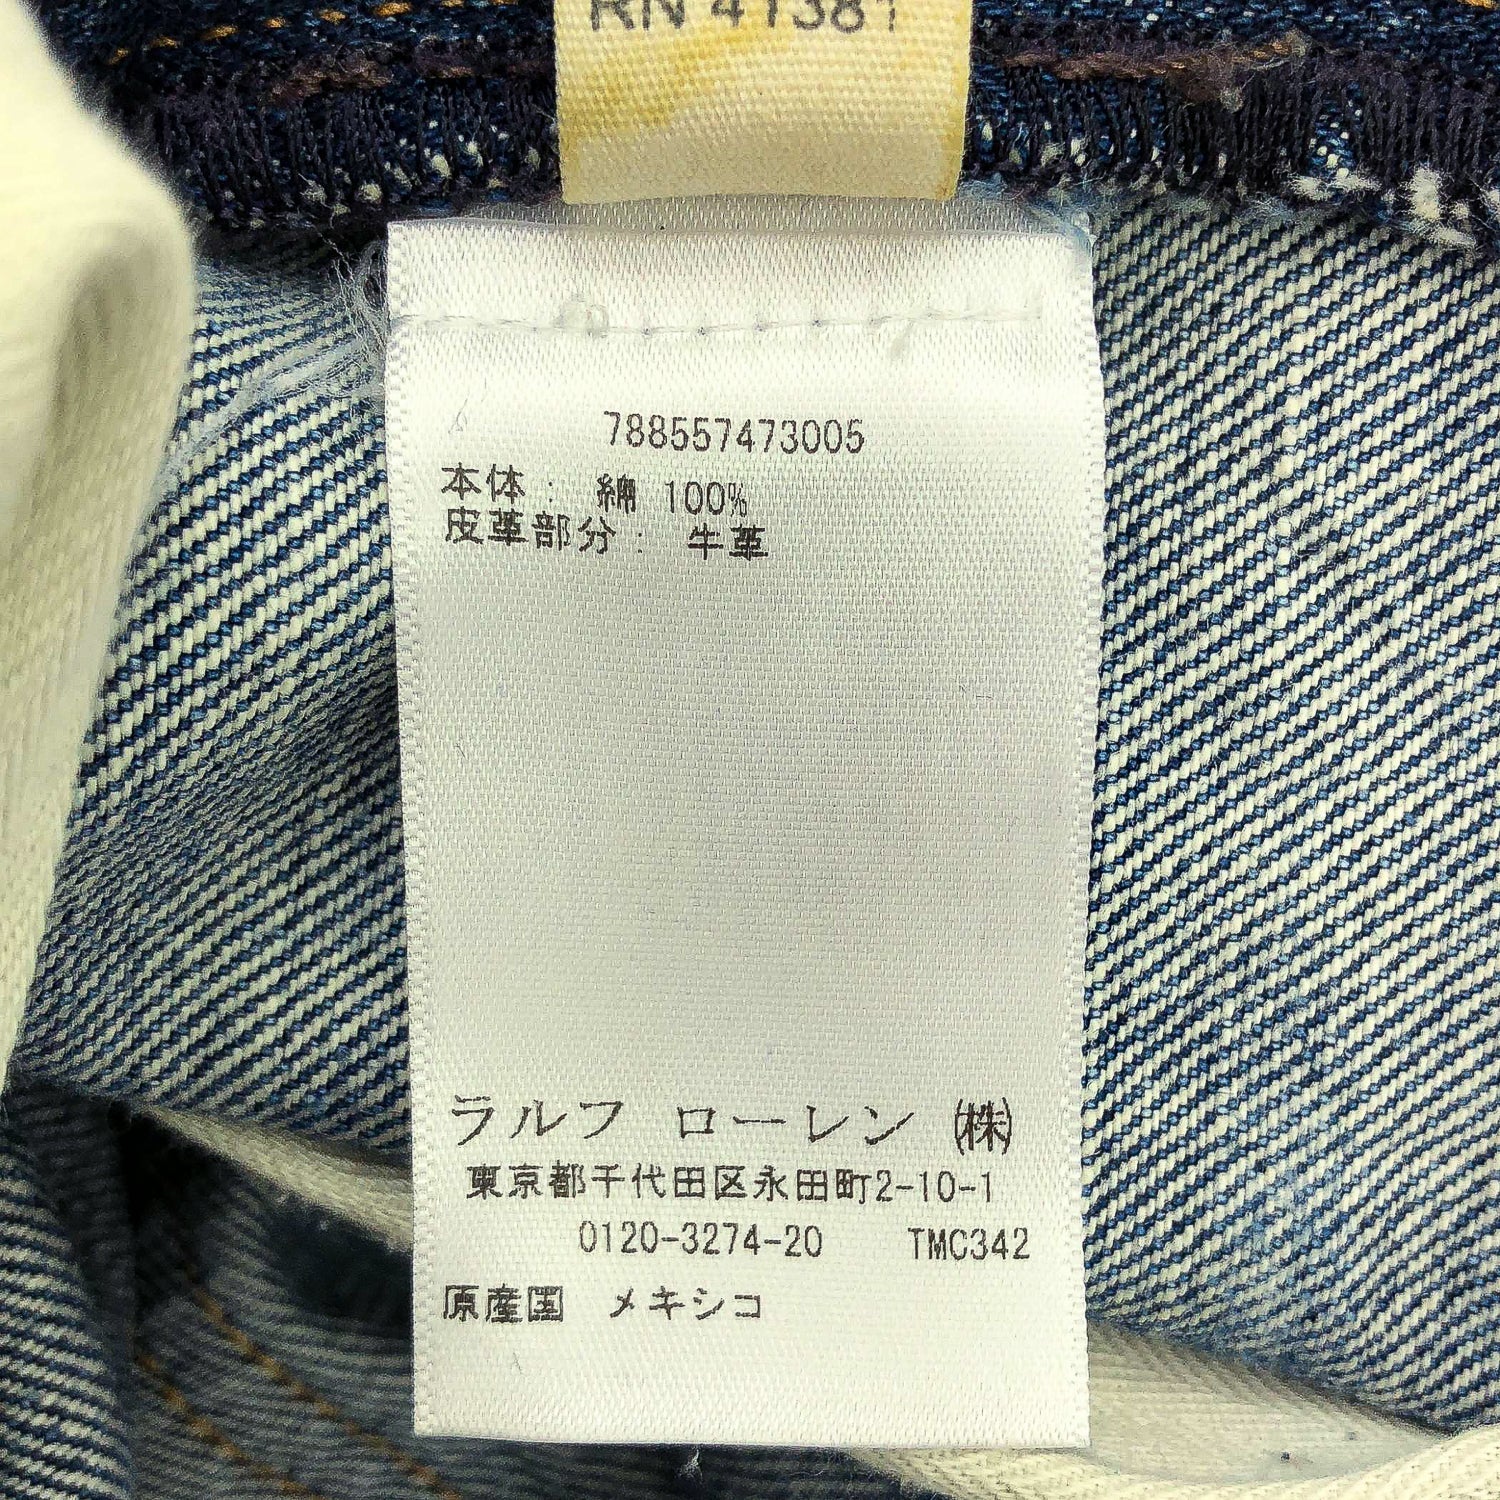 RN 41381
788557473005
本体: 綿 100%
皮革部分: 牛革
ラルフ ローレン ㈱
東京都千代田区永田町2-10-1
0120-3274-20 TMC342
原産国 メキシコ